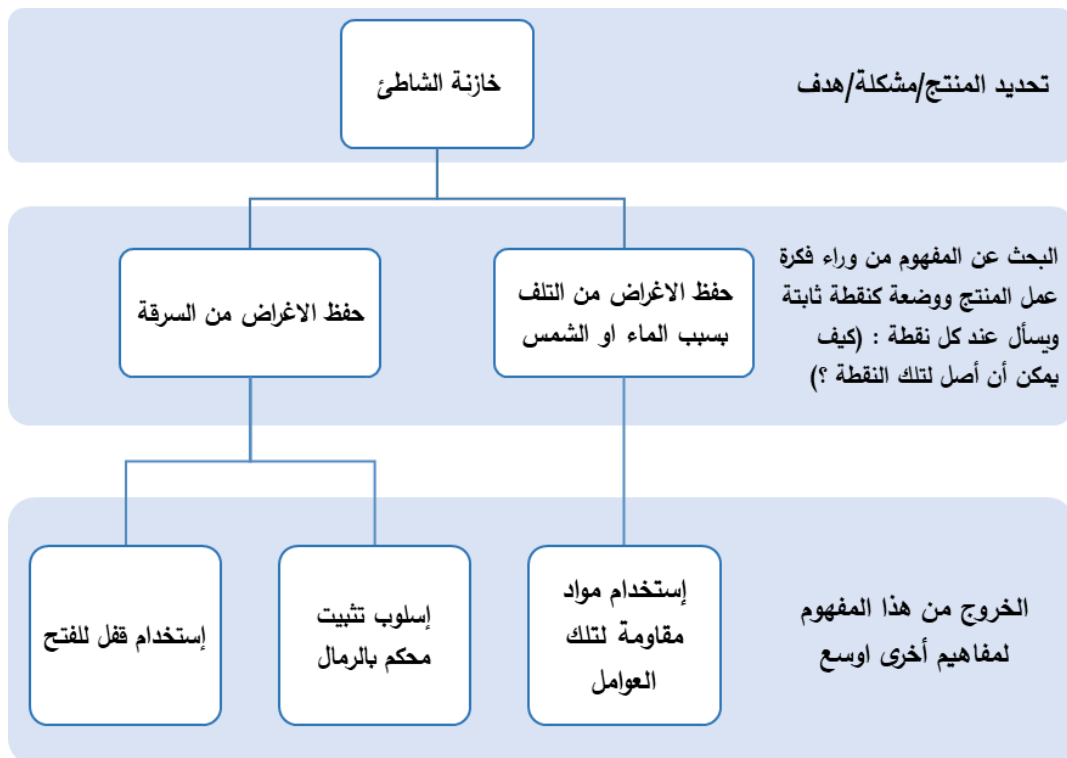 تحديد المنتج/مشكلة/هدف
خازنة الشاطئ
البحث عن المفهوم من وراء فكرة
عمل المنتج ووضعة كنقطة ثابتة
ويسأل عند كل نقطة : (كيف
يمكن أن أصل لتلك النقطة ؟)
حفظ الاغراض من التلف
بسبب الماء او الشمس
حفظ الاغراض من السرقة
الخروج من هذا المفهوم
لمفاهيم أخرى اوسع
إستخدام مواد
مقاومة لتلك
العوامل
إسلوب تثبيت
محكم بالرمال
إستخدام قفل للفتح